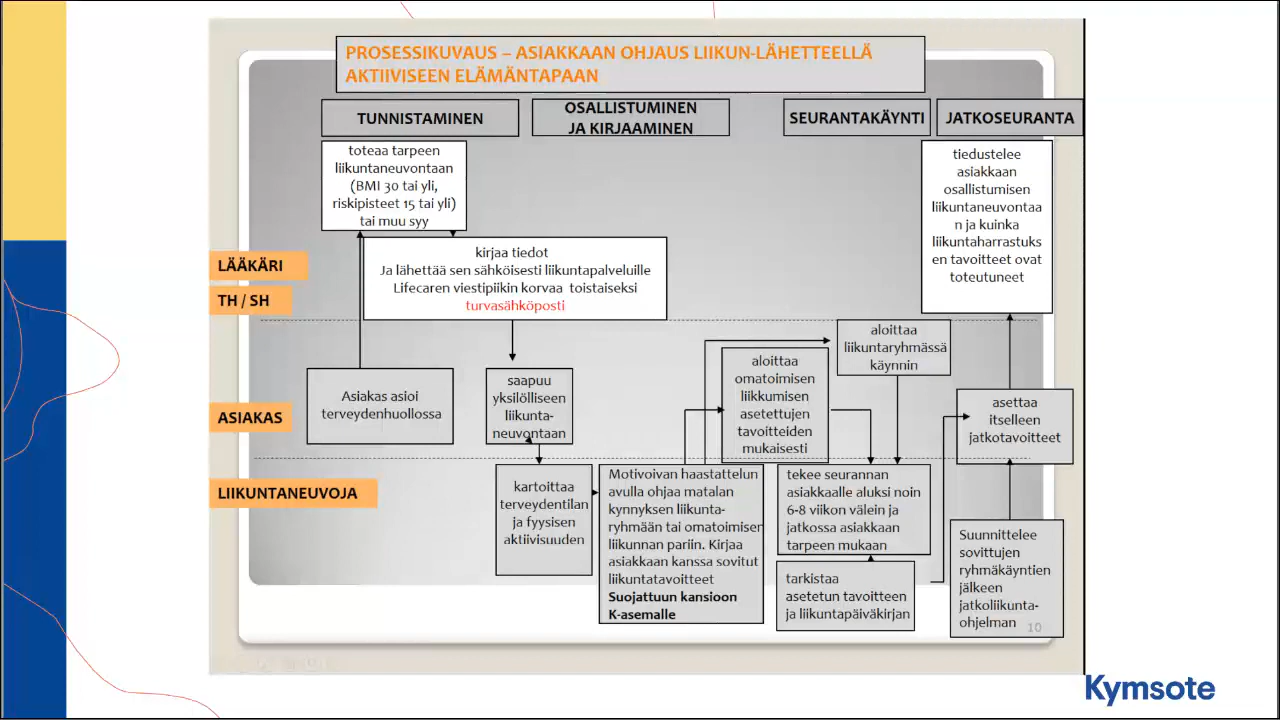 PROSESSIKUVAUS – ASIAKKAAN OHJAUS LIIKUN-LÄHETTEELLÄ
AKTIIVISEEN ELÄMÄNTAPAAN
TUNNISTAMINEN
OSALLISTUMINEN
JA KIRJAAMINEN
SEURANTAKÄYNTI
JATKOSEURANTA
toteaa tarpeen
liikuntaneuvontaan
(BMI 30 tai yli,
riskipisteet 15 tai yli)
tai muu syy
tiedustelee
asiakkaan
osallistumisen
liikuntaneuvontaa
n ja kuinka
liikuntaharrastuks
en tavoitteet ovat
toteutuneet
LÄÄKÄRI
TH / SH
kirjaa tiedot
Ja lähettää sen sähköisesti liikuntapalveluille
Lifecaren viestipiikin korvaa toistaiseksi
turvasähköposti
ASIAKAS
Asiakas asioi
terveydenhuollossa
saapuu
yksilölliseen
liikunta-
neuvontaan
aloittaa
omatoimisen
liikkumisen
asetettujen
tavoitteiden
mukaisesti
aloittaa
liikuntaryhmässä
käynnin
asettaa
itselleen
jatkotavoitteet
LIIKUNTANEUVOJA
kartoittaa
terveydentilan
ja fyysisen
aktiivisuuden
Motivoivan haastattelun
avulla ohjaa matalan
kynnyksen liikunta-
ryhmään tai omatoimisen
liikunnan pariin. Kirjaa
asiakkaan kanssa sovitut
liikuntatavoitteet
Suojattuun kansioon
K-asemalle
tekee seurannan
asiakkaalle aluksi noin
6-8 viikon välein ja
jatkossa asiakkaan
tarpeen mukaan
tarkistaa
asetetun tavoitteen
ja liikuntapäiväkirjan
Suunnittelee
sovittujen
ryhmäkäyntien
jälkeen
jatkoliikunta-
ohjelman
10
Kymsote